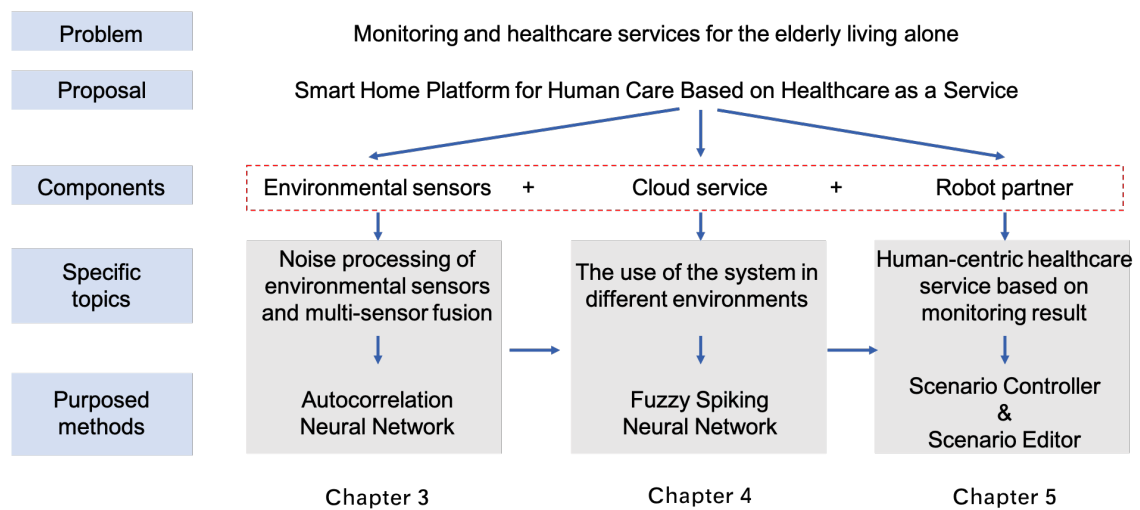 Problem
Monitoring and healthcare services for the elderly living alone
Proposal
Smart Home Platform for Human Care Based on Healthcare as a Service
Components
Environmental sensors + Cloud service + Robot partner
Specific
topics
Noise processing of
environmental sensors
and multi-sensor fusion
The use of the system in
different environments
Human-centric healthcare
service based on
monitoring result
Purposed
methods
Autocorrelation
Neural Network
Fuzzy Spiking
Neural Network
Scenario Controller
&
Scenario Editor
Chapter 3
Chapter 4
Chapter 5